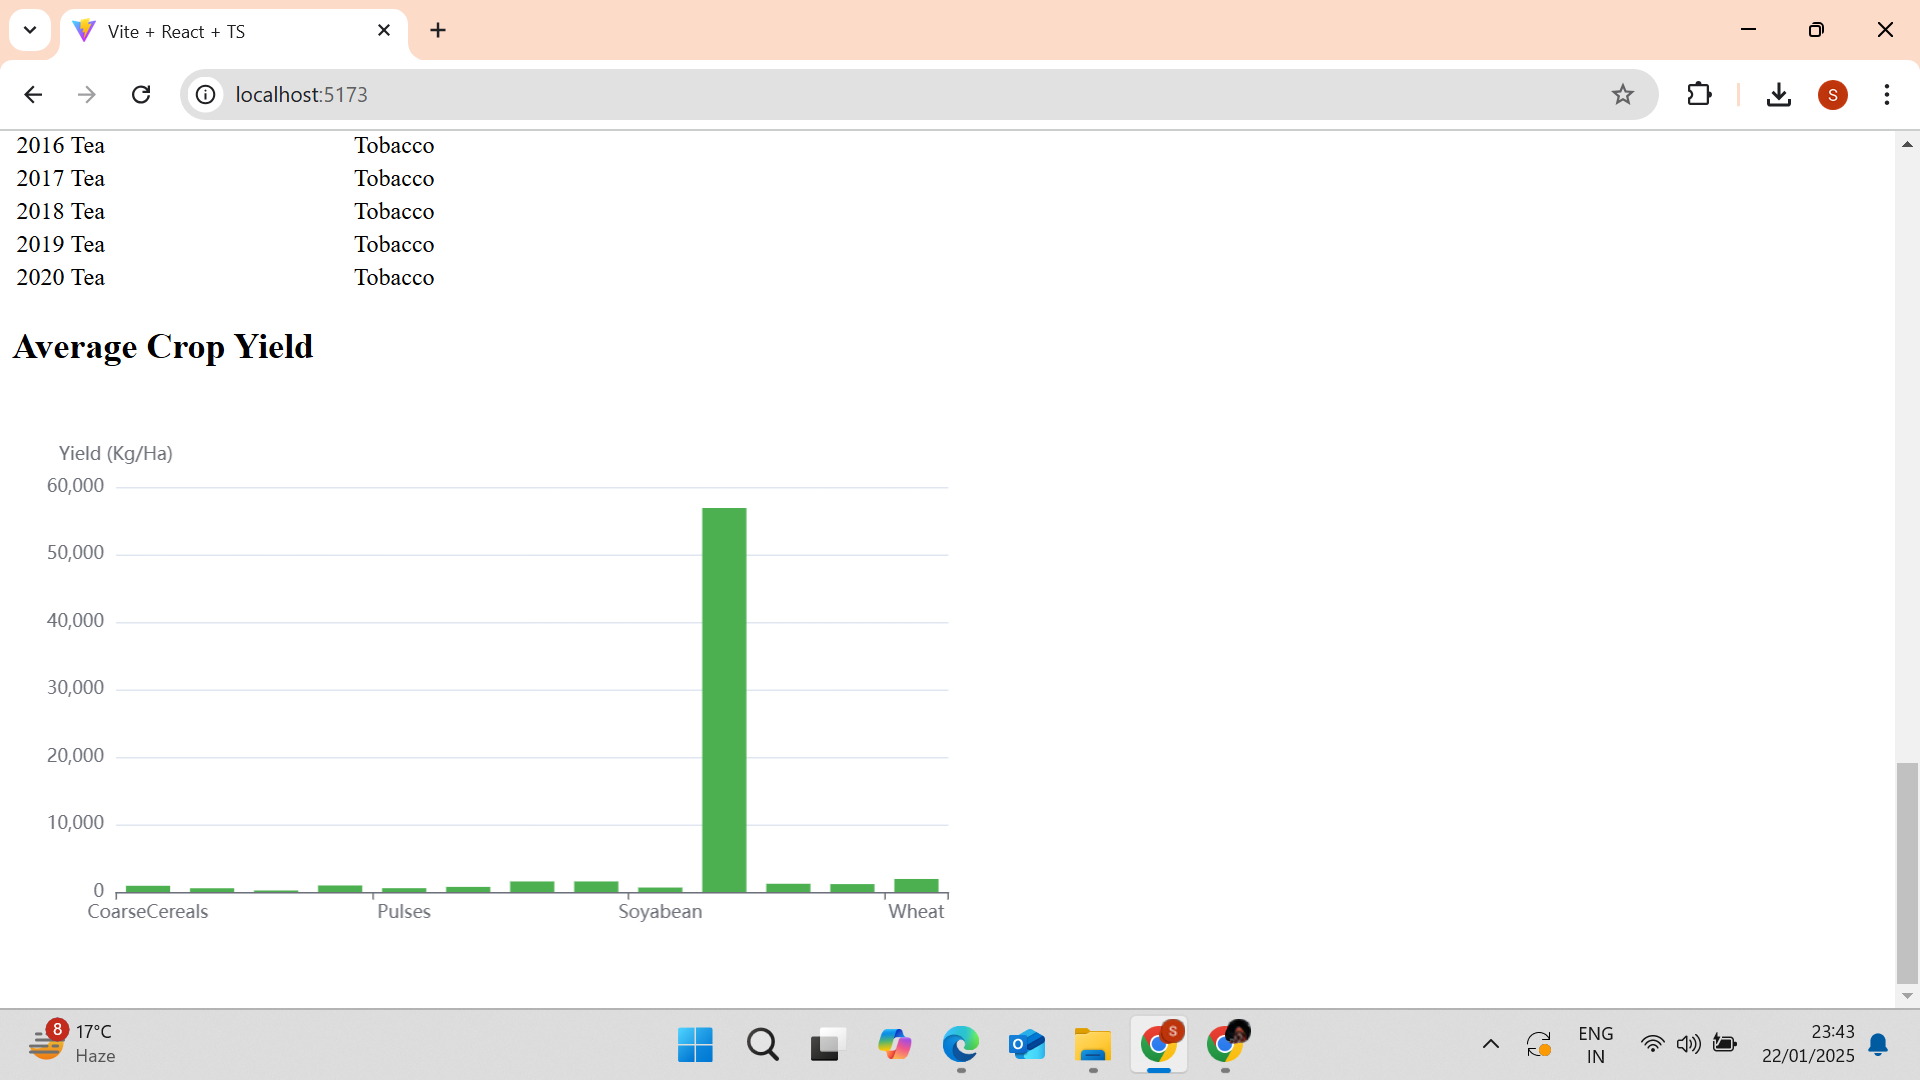 Vite + React + TS
localhost:5173
S
2016 Tea Tobacco
2017 Tea Tobacco
2018 Tea Tobacco
2019 Tea Tobacco
2020 Tea Tobacco
Average Crop Yield
Yield (Kg/Ha)
60,000
50,000
40,000
30,000
20,000
10,000
0
CoarseCereals Pulses Soyabean Wheat
8
17°C
Haze
S
ENG
IN
23:43
22/01/2025